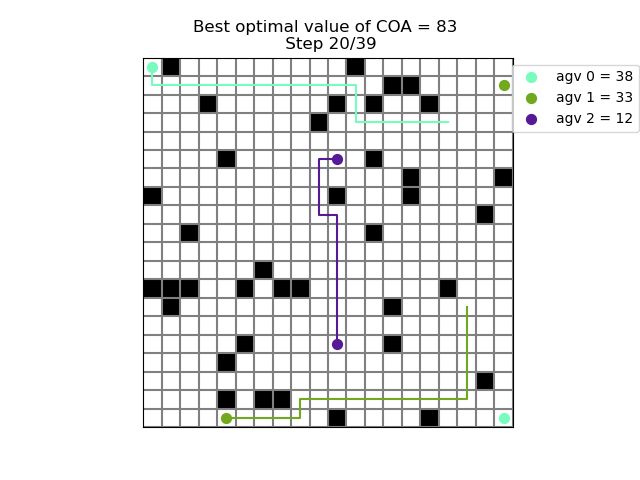 Best optimal value of COA = 83
Step 20/39
agv 0 = 38
agv 1 = 33
agv 2 = 12